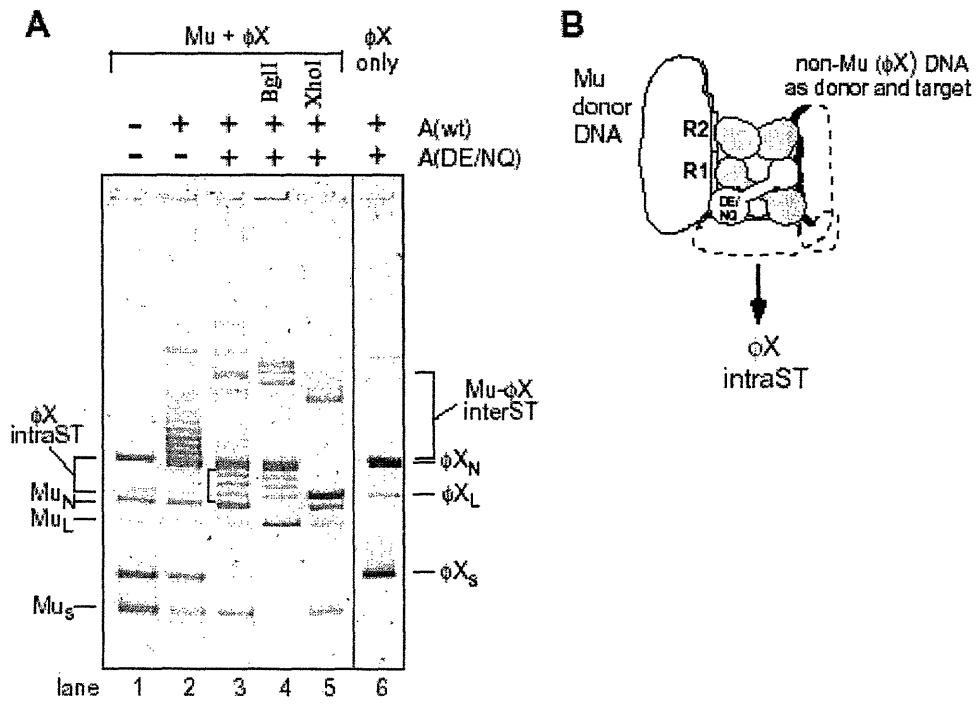 A
Mu + ϕX
ϕX
only
BglI
XhoI
- + + + + + A(wt)
- - + + + + A(DE/NQ)
ϕX
intraST
MuN
MuL
MuS
Mu-ϕX
interST
ϕXN
ϕXL
ϕXS
lane 1 2 3 4 5 6
B
Mu
donor
DNA
non-Mu (ϕX) DNA
as donor and target
R2
R1
DE/
NQ
ϕX
intraST